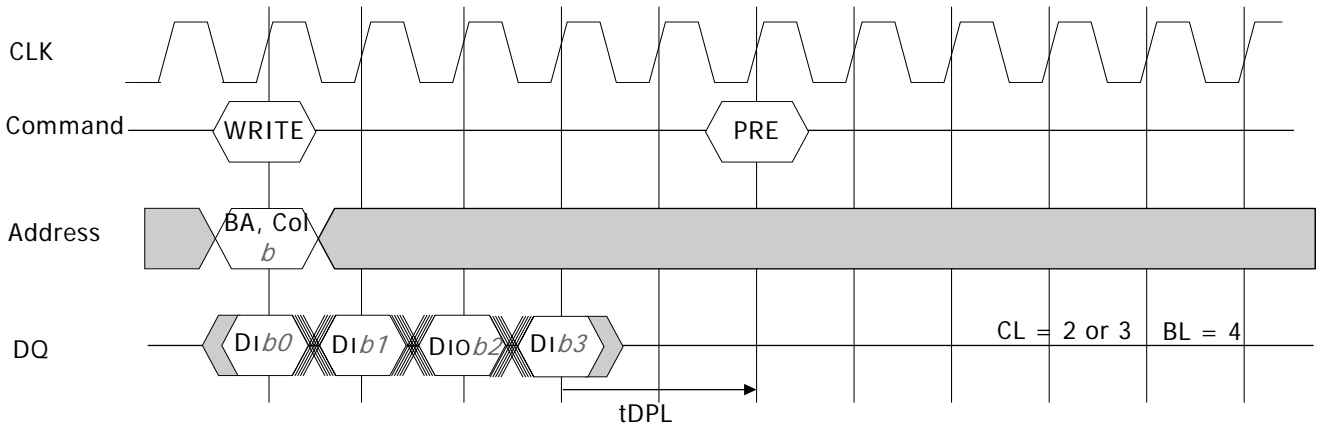 CLK
Command WRITE PRE
Address BA, Col
b
DQ DIb0 DIb1 DIOb2 DIb3 CL = 2 or 3 BL = 4
tDPL